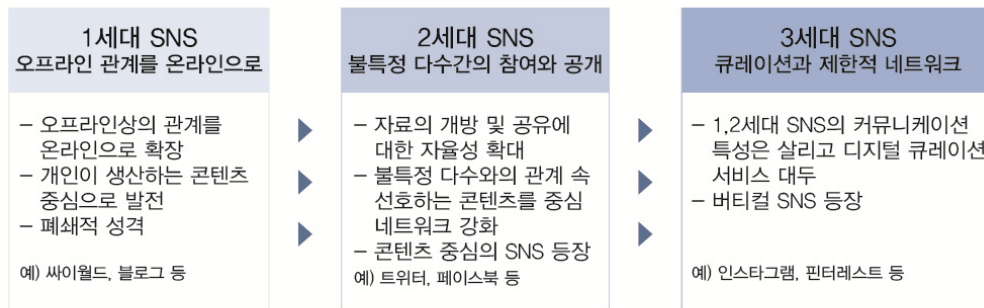 1세대 SNS
오프라인 관계를 온라인으로
– 오프라인상의 관계를
온라인으로 확장
– 개인이 생산하는 콘텐츠
중심으로 발전
– 폐쇄적 성격
예) 싸이월드, 블로그 등
2세대 SNS
불특정 다수간의 참여와 공개
– 자료의 개방 및 공유에
대한 자율성 확대
– 불특정 다수와의 관계 속
선호하는 콘텐츠를 중심
네트워크 강화
– 콘텐츠 중심의 SNS 등장
예) 트위터, 페이스북 등
3세대 SNS
큐레이션과 제한적 네트워크
– 1,2세대 SNS의 커뮤니케이션
특성은 살리고 디지털 큐레이션
서비스 대두
– 버티컬 SNS 등장
예) 인스타그램, 핀터레스트 등